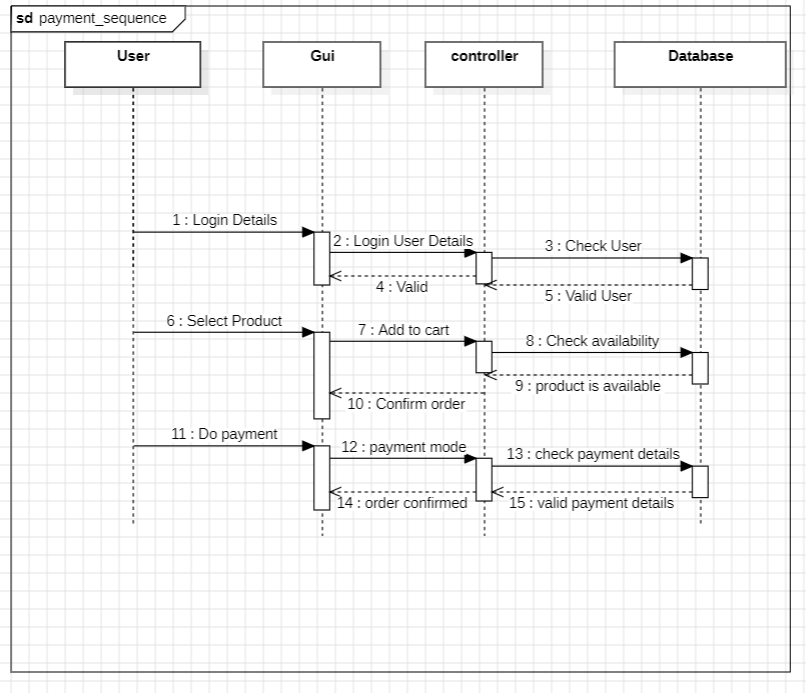 sd payment_sequence
User
Gui
controller
Database
1 : Login Details
2 : Login User Details
3 : Check User
4 : Valid
5 : Valid User
6 : Select Product
7 : Add to cart
8 : Check availability
9 : product is available
10 : Confirm order
11 : Do payment
12 : payment mode
13 : check payment details
14 : order confirmed
15 : valid payment details